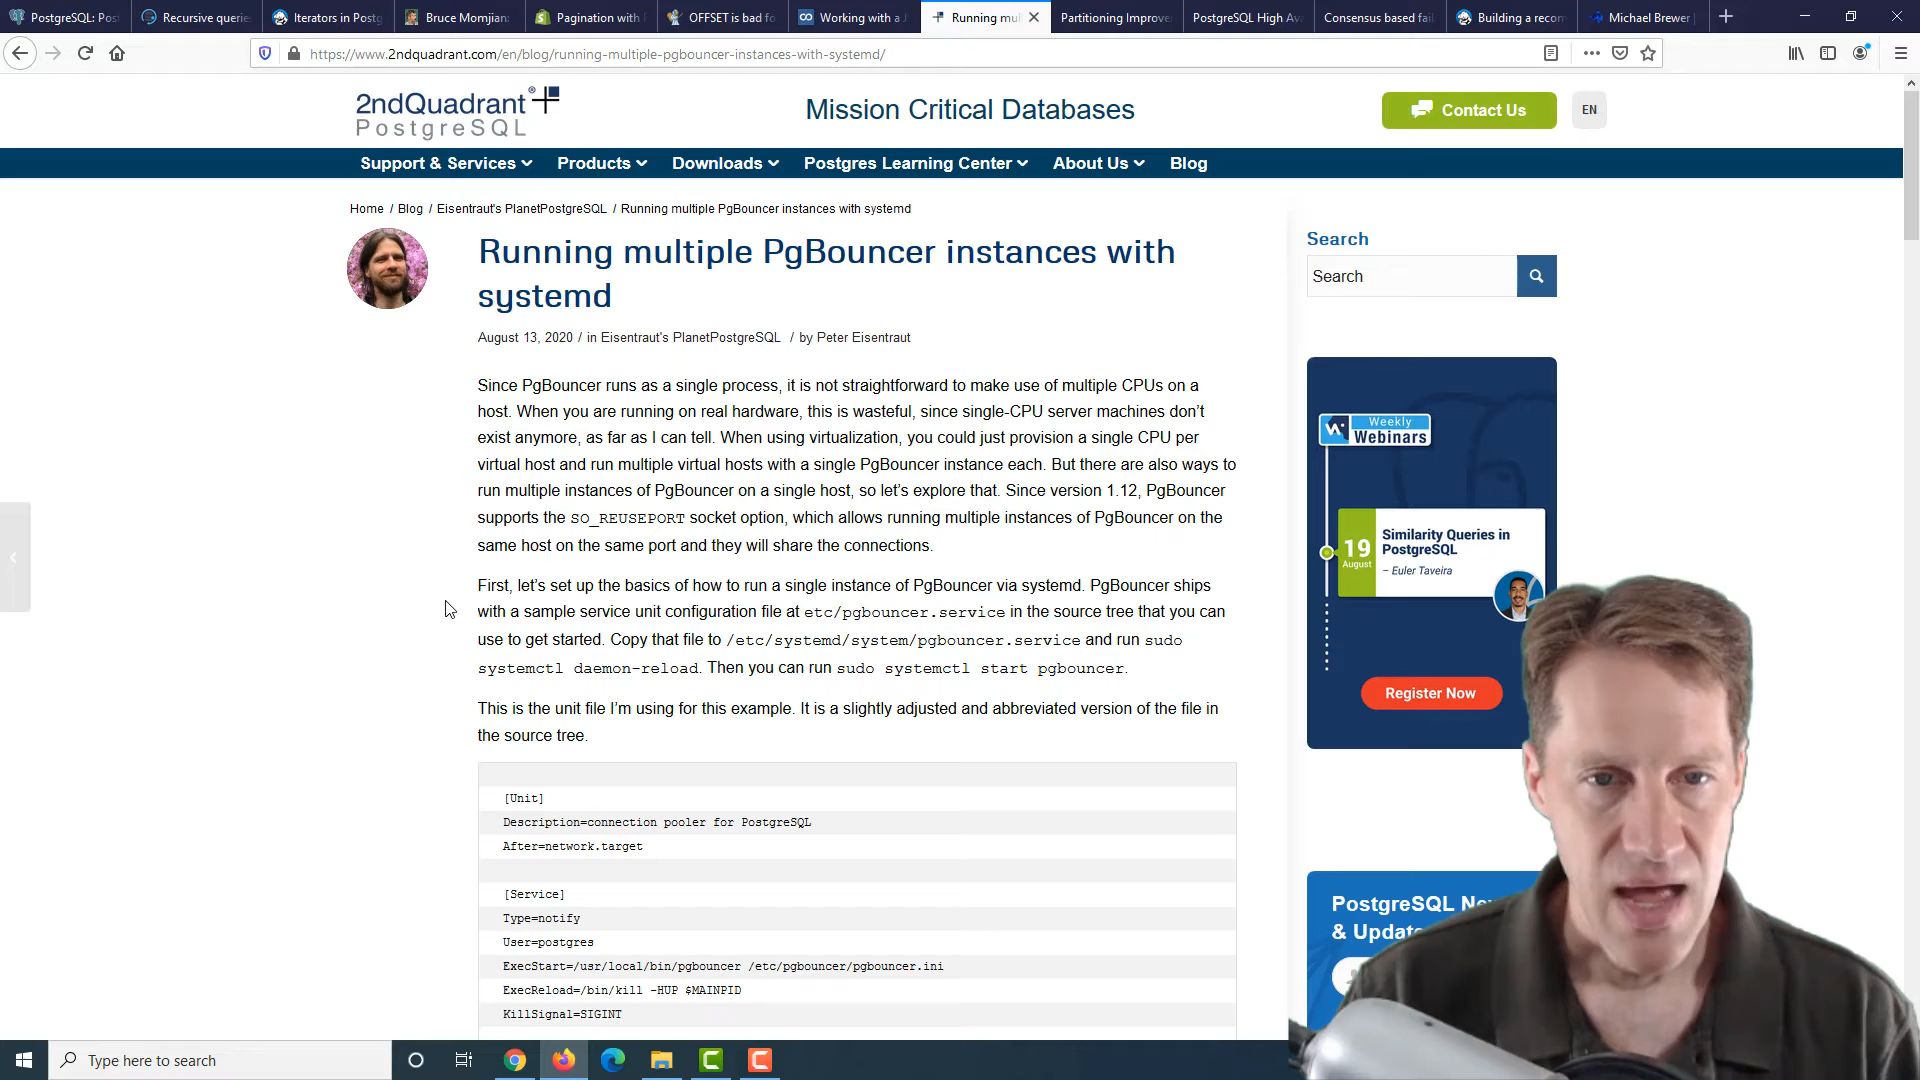 PostgreSQL: Pos
Recursive querie
Iterators in Postg
Bruce Momjian:
Pagination with
OFFSET is bad fo
Working with a J
Running mul
Partitioning Improve
PostgreSQL High Ava
Consensus based fail
Building a recom
Michael Brewer |
https://www.2ndquadrant.com/en/blog/running-multiple-pgbouncer-instances-with-systemd/
2ndQuadrant®
PostgreSQL
Mission Critical Databases
Contact Us
EN
Support & Services
Products
Downloads
Postgres Learning Center
About Us
Blog
Home / Blog / Eisentraut's PlanetPostgreSQL / Running multiple PgBouncer instances with systemd
Running multiple PgBouncer instances with
systemd
August 13, 2020 / in Eisentraut's PlanetPostgreSQL / by Peter Eisentraut
Since PgBouncer runs as a single process, it is not straightforward to make use of multiple CPUs on a
host. When you are running on real hardware, this is wasteful, since single-CPU server machines don't
exist anymore, as far as I can tell. When using virtualization, you could just provision a single CPU per
virtual host and run multiple virtual hosts with a single PgBouncer instance each. But there are also ways to
run multiple instances of PgBouncer on a single host, so let's explore that. Since version 1.12, PgBouncer
supports the SO_REUSEPORT socket option, which allows running multiple instances of PgBouncer on the
same host on the same port and they will share the connections.
First, let's set up the basics of how to run a single instance of PgBouncer via systemd. PgBouncer ships
with a sample service unit configuration file at etc/pgbouncer.service in the source tree that you can
use to get started. Copy that file to /etc/systemd/system/pgbouncer.service and run sudo
systemctl daemon-reload. Then you can run sudo systemctl start pgbouncer.
This is the unit file I'm using for this example. It is a slightly adjusted and abbreviated version of the file in
the source tree.
[Unit]
Description=connection pooler for PostgreSQL
After=network.target
[Service]
Type=notify
User=postgres
ExecStart=/usr/local/bin/pgbouncer /etc/pgbouncer/pgbouncer.ini
ExecReload=/bin/kill -HUP $MAINPID
KillSignal=SIGINT
Search
Search
Weekly
Webinars
19
August
Similarity Queries in
PostgreSQL
– Euler Taveira
Register Now
PostgreSQL Ne
& Update
Type here to search